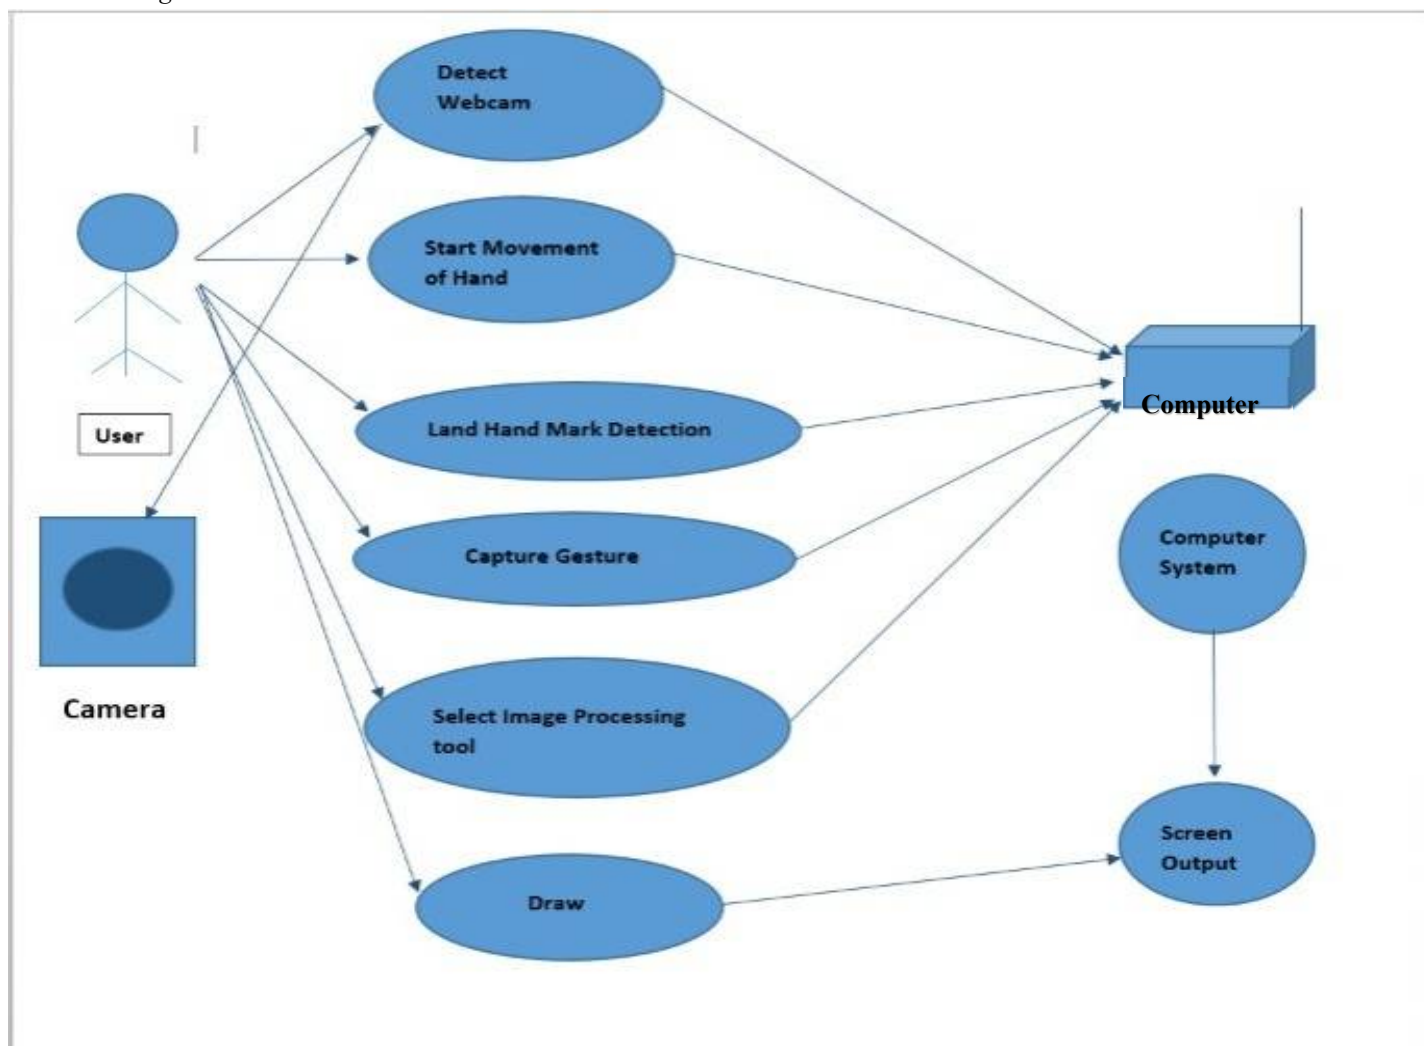 Detect
Webcam
Start Movement
of Hand
Computer
User
Land Hand Mark Detection
Capture Gesture
Computer
System
Camera
Select Image Processing
tool
Screen
Output
Draw